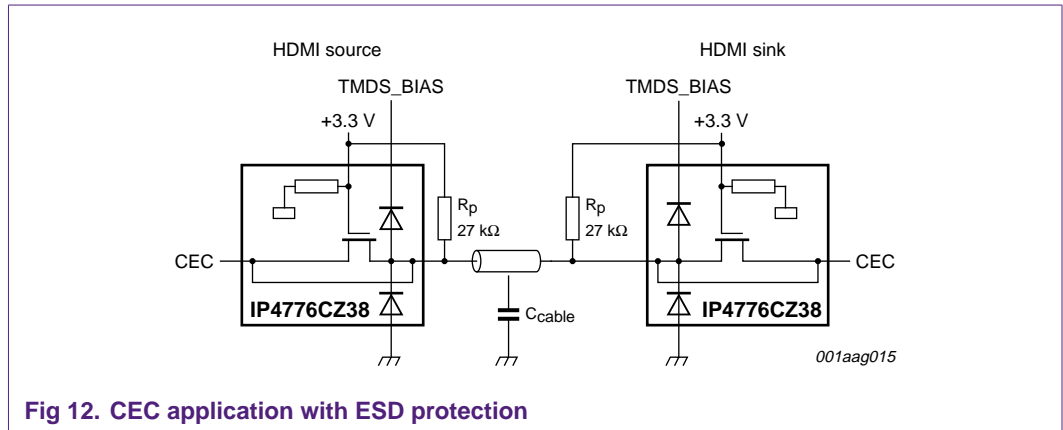 HDMI source
HDMI sink
TMDS_BIAS
TMDS_BIAS
+3.3 V
+3.3 V
Rp
27 kΩ
Rp
27 kΩ
CEC
CEC
IP4776CZ38
Ccable
IP4776CZ38
001aag015
Fig 12. CEC application with ESD protection